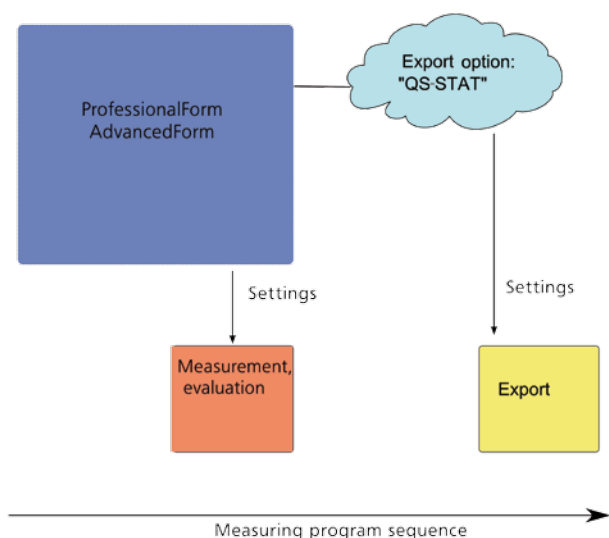 Export option:
"QS-STAT"
ProfessionalForm
AdvancedForm
Settings
Settings
Measurement,
evaluation
Export
Measuring program sequence